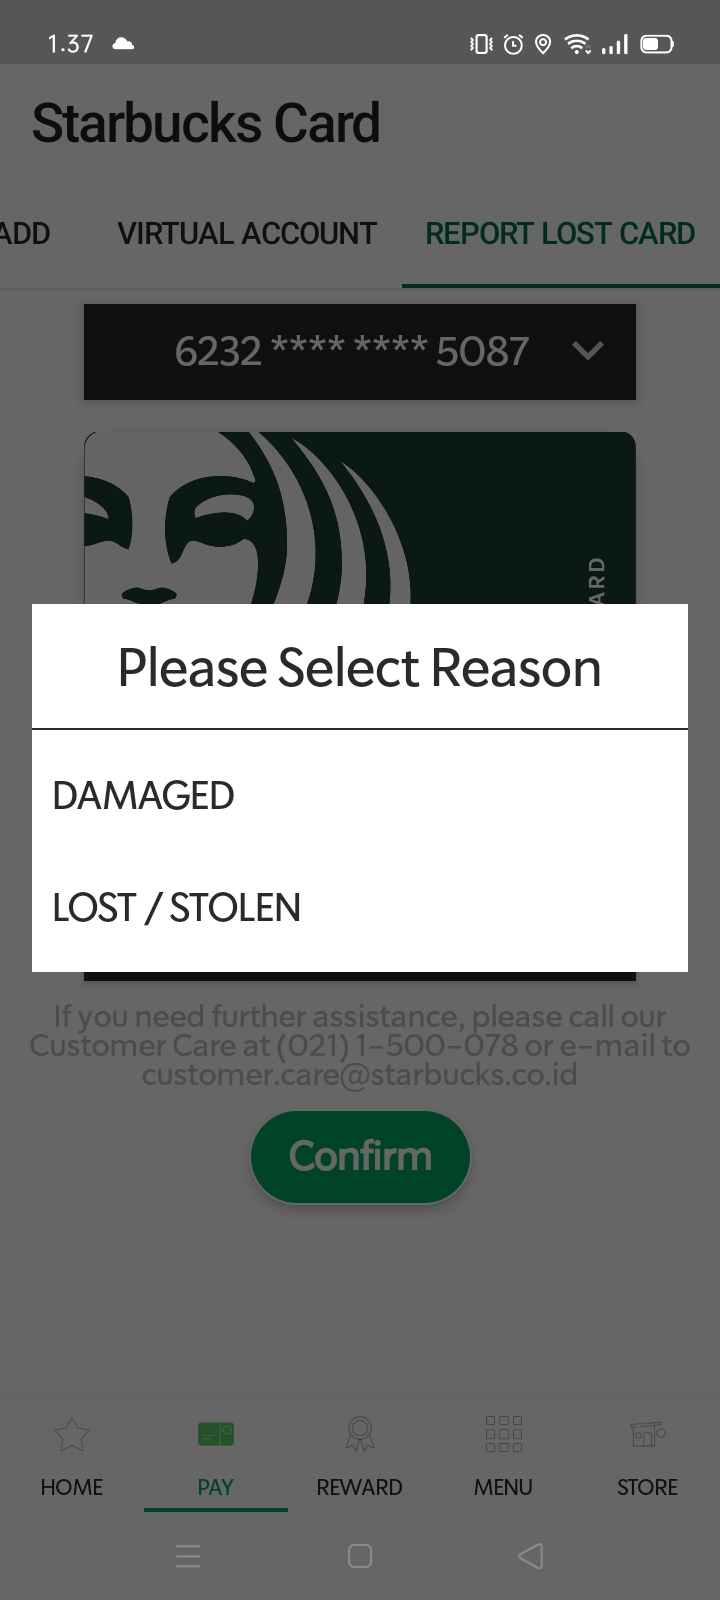 1.37
Starbucks Card
ADD VIRTUAL ACCOUNT REPORT LOST CARD
6232 **** **** 5087
ARD
Please Select Reason
DAMAGED
LOST / STOLEN
If you need further assistance, please call our
Customer Care at (021) 1-500-078 or e-mail to
customer.care@starbucks.co.id
Confirm
HOME PAY REWARD MENU STORE